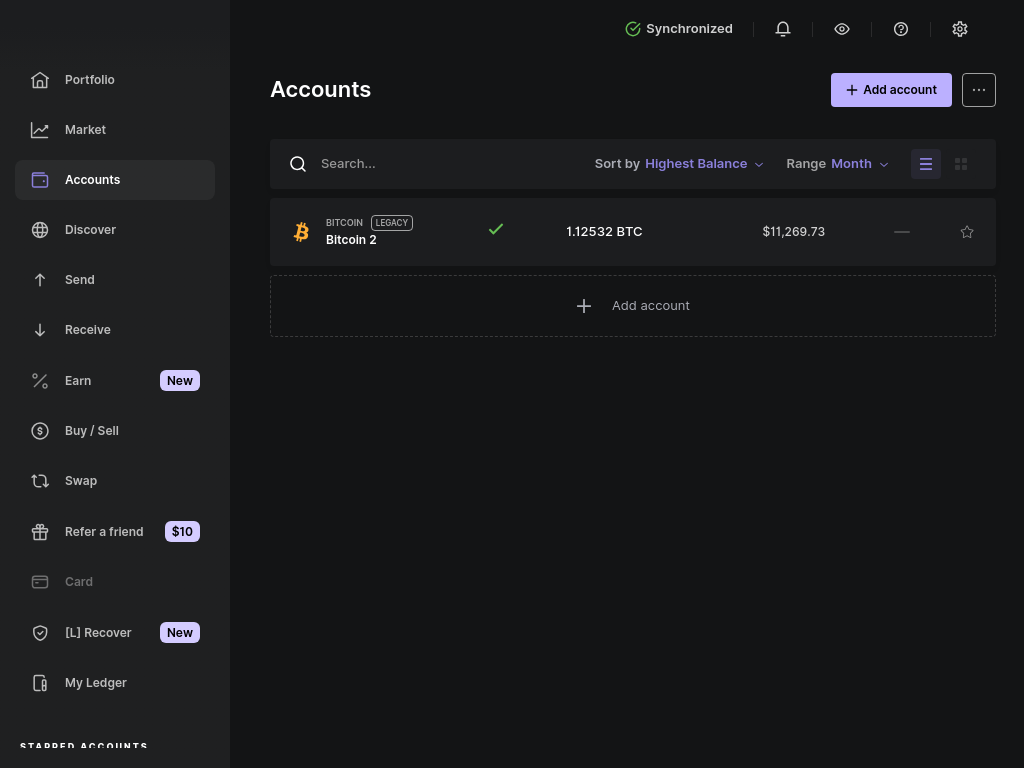 Synchronized
Portfolio
Market
Accounts
Discover
Send
Receive
Earn New
Buy / Sell
Swap
Refer a friend $10
Card
[L] Recover New
My Ledger
STARRED ACCOUNTS
Accounts
Add account
Search...
Sort by Highest Balance
Range Month
BITCOIN LEGACY
Bitcoin 2
1.12532 BTC
$11,269.73
—
Add account